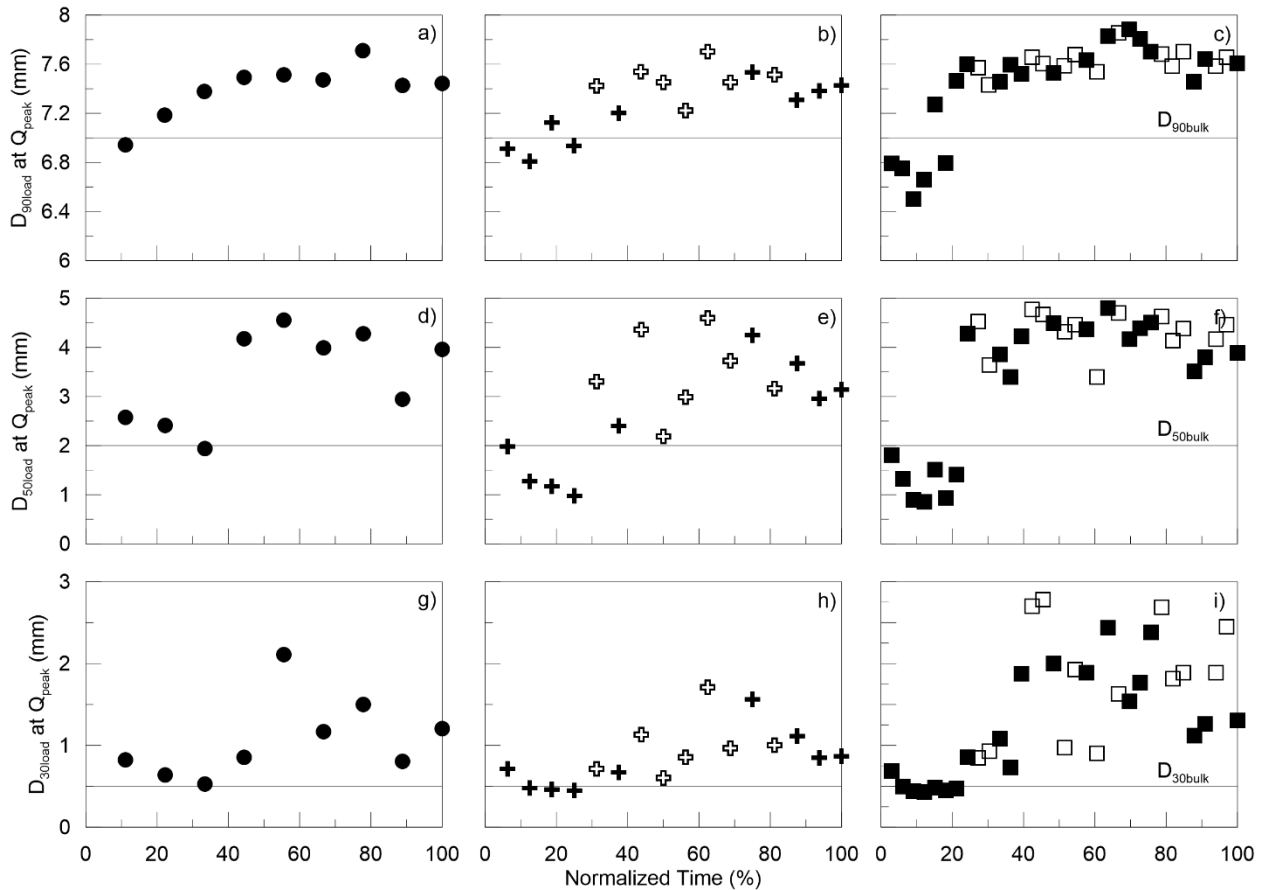 8
7.6
7.2
6.8
6.4
6
D90load at Qpeak (mm)
a)
b)
c)
D90bulk
5
4
3
2
1
0
D50load at Qpeak (mm)
d)
e)
f)
D50bulk
3
2
1
0
D30load at Qpeak (mm)
g)
h)
i)
D30bulk
0 20 40 60 80 100 0 20 40 60 80 100 0 20 40 60 80 100
Normalized Time (%)